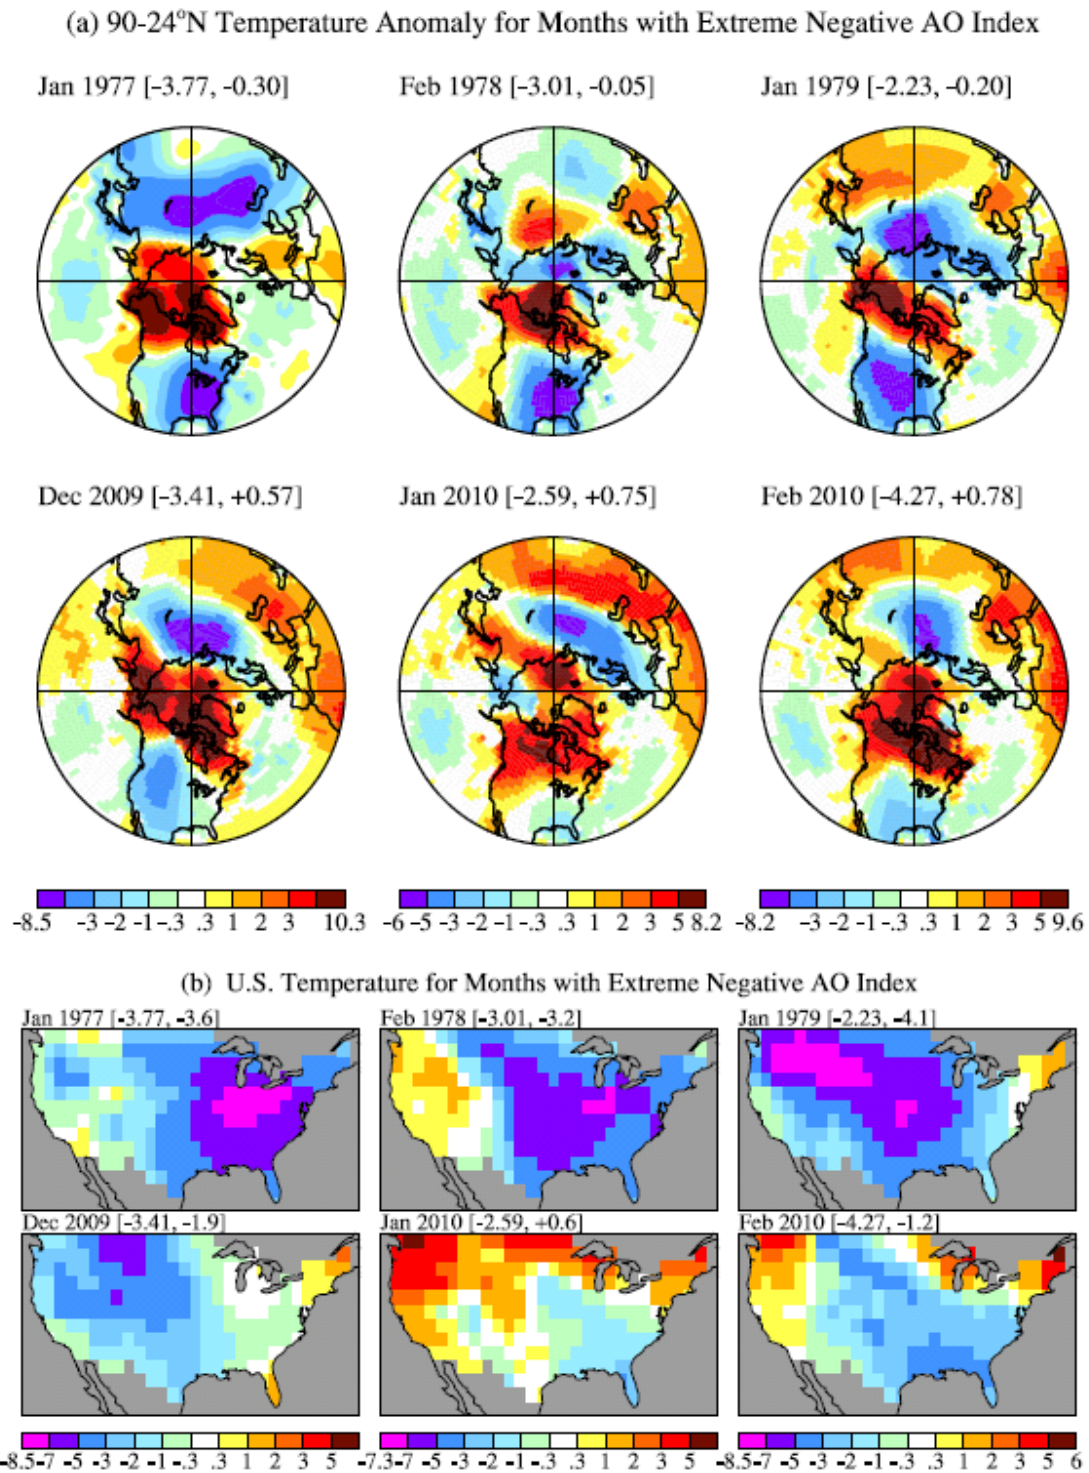 (a) 90-24°N Temperature Anomaly for Months with Extreme Negative AO Index
Jan 1977 [-3.77, -0.30] Feb 1978 [-3.01, -0.05] Jan 1979 [-2.23, -0.20]
Dec 2009 [-3.41, +0.57] Jan 2010 [-2.59, +0.75] Feb 2010 [-4.27, +0.78]
-8.5 -3 -2 -1 -.3 .3 1 2 3 10.3 -6 -5 -3 -2 -1 -.3 .3 1 2 3 5 8.2 -8.2 -3 -2 -1 -.3 .3 1 2 3 5 9.6
(b) U.S. Temperature for Months with Extreme Negative AO Index
Jan 1977 [-3.77, -3.6] Feb 1978 [-3.01, -3.2] Jan 1979 [-2.23, -4.1]
Dec 2009 [-3.41, -1.9] Jan 2010 [-2.59, +0.6] Feb 2010 [-4.27, -1.2]
-8.5 -7 -5 -3 -2 -1 -.3 .3 1 2 3 5 -7.3 -5 -3 -2 -1 -.3 .3 1 2 3 5 6 -8.5 -7 -5 -3 -2 -1 -.3 .3 1 2 3 5 6